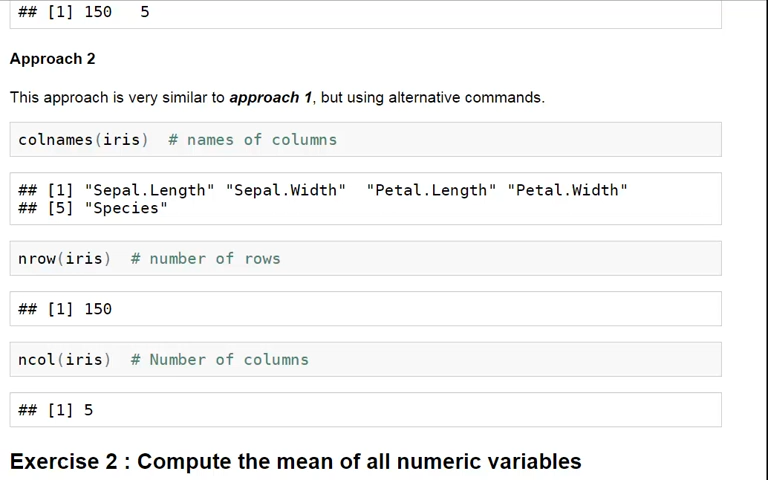 ## [1] 150   5
Approach 2
This approach is very similar to approach 1, but using alternative commands.
colnames(iris)  # names of columns
## [1] "Sepal.Length" "Sepal.Width"  "Petal.Length" "Petal.Width"
## [5] "Species"
nrow(iris)  # number of rows
## [1] 150
ncol(iris)  # Number of columns
## [1] 5
Exercise 2 : Compute the mean of all numeric variables